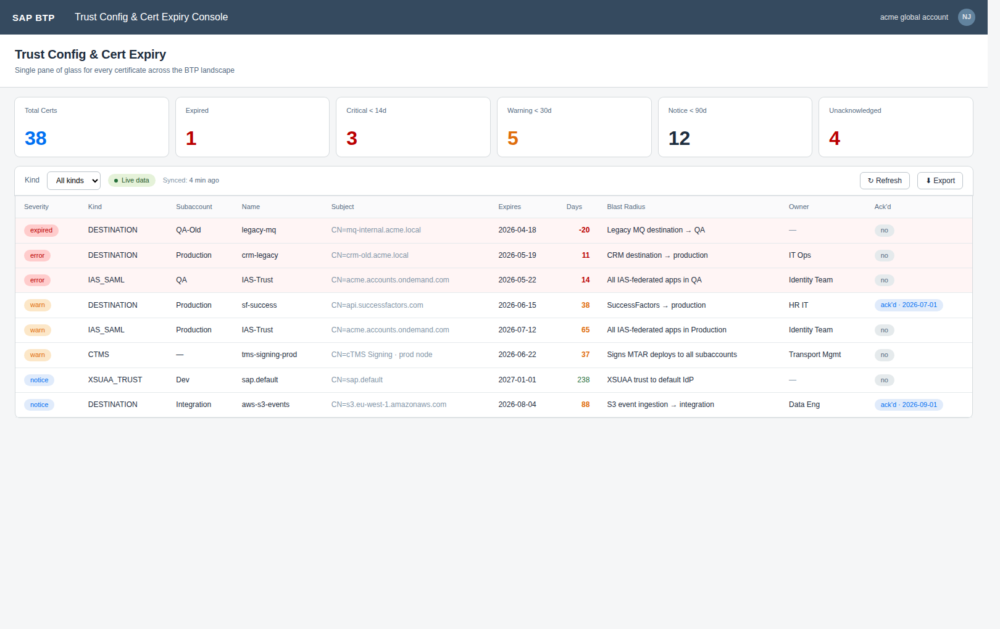 SAP BTP Trust Config & Cert Expiry Console acme global account NJ
Trust Config & Cert Expiry
Single pane of glass for every certificate across the BTP landscape
Total Certs Expired Critical < 14d Warning < 30d Notice < 90d Unacknowledged
38 1 3 5 12 4
Kind All kinds Live data Synced: 4 min ago ↻ Refresh ⬇ Export
Severity Kind Subaccount Name Subject Expires Days Blast Radius Owner Ack'd
expired DESTINATION QA-Old legacy-mq CN=mq-internal.acme.local 2026-04-18 -20 Legacy MQ destination → QA — no
error DESTINATION Production crm-legacy CN=crm-old.acme.local 2026-05-19 11 CRM destination → production IT Ops no
error IAS_SAML QA IAS-Trust CN=acme.accounts.ondemand.com 2026-05-22 14 All IAS-federated apps in QA Identity Team no
warn DESTINATION Production sf-success CN=api.successfactors.com 2026-06-15 38 SuccessFactors → production HR IT ack'd · 2026-07-01
warn IAS_SAML Production IAS-Trust CN=acme.accounts.ondemand.com 2026-07-12 65 All IAS-federated apps in Production Identity Team no
warn CTMS — tms-signing-prod CN=cTMS Signing · prod node 2026-06-22 37 Signs MTAR deploys to all subaccounts Transport Mgmt no
notice XSUAA_TRUST Dev sap.default CN=sap.default 2027-01-01 238 XSUAA trust to default IdP — no
notice DESTINATION Integration aws-s3-events CN=s3.eu-west-1.amazonaws.com 2026-08-04 88 S3 event ingestion → integration Data Eng ack'd · 2026-09-01